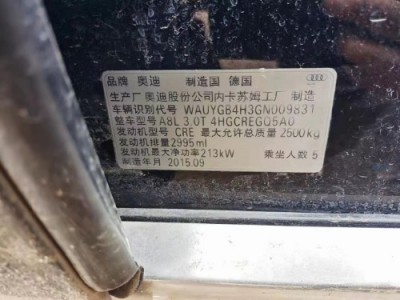 品牌 奥迪 制造国 德国
生产厂 奥迪股份公司内卡苏姆工厂 制造
车辆识别代号 WAUYGB4H3GN009831
整车型号 A8L 3.0T 4HGCREGQ5A0
发动机型号 CRE 最大允许总质量 2500kg
发动机排量 2995ml
发动机最大净功率 213kW 乘坐人数 5
制造年月 2015.09